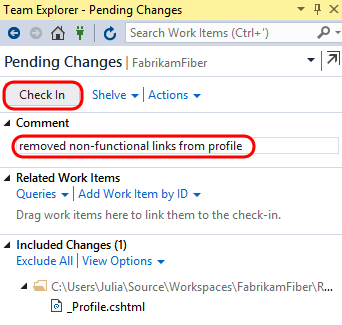 Team Explorer - Pending Changes
Search Work Items (Ctrl+')
Pending Changes | FabrikamFiber
Check In Shelve Actions
Comment
removed non-functional links from profile
Related Work Items
Queries Add Work Item by ID
Drag work items here to link them to the check-in.
Included Changes (1)
Exclude All View Options
C:\Users\Julia\Source\Workspaces\FabrikamFiber\R...
_Profile.cshtml